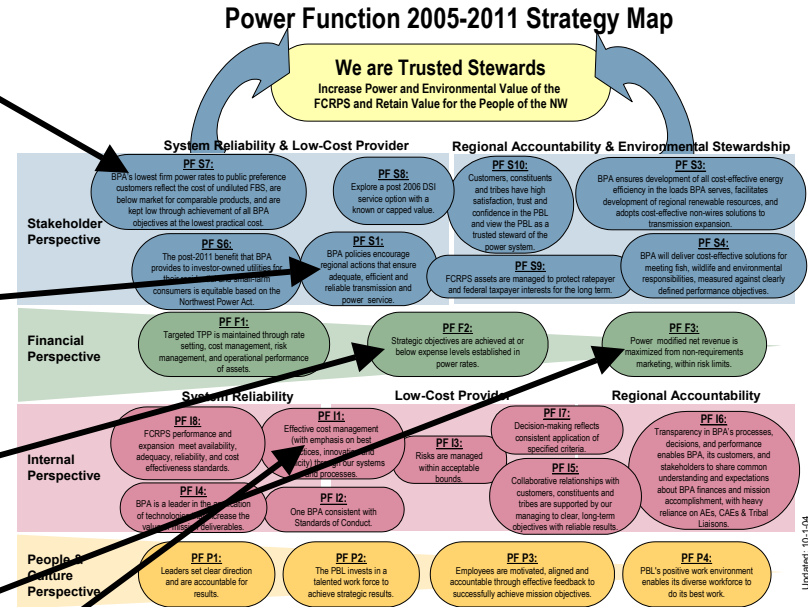 Power Function 2005-2011 Strategy Map
We are Trusted Stewards
Increase Power and Environmental Value of the
FCRPS and Retain Value for the People of the NW
System Reliability & Low-Cost Provider
Regional Accountability & Environmental Stewardship
Stakeholder
Perspective
PF S7:
BPA's lowest firm power rates to public preference
customers reflect the cost of undiluted FBS, are
below market for comparable products, and are
kept low through achievement of all BPA
objectives at the lowest practical cost.
PF S8:
Explore a post 2006 DSI
service option with a
known or capped value.
PF S10:
Customers, constituents
and tribes have high
satisfaction, trust and
confidence in the PBL
and view the PBL as a
trusted steward of the
power system.
PF S3:
BPA ensures development of all cost-effective energy
efficiency in the loads BPA serves, facilitates
development of regional renewable resources, and
adopts cost-effective non-wires solutions to
transmission expansion.
PF S6:
The post-2011 benefit that BPA
provides to investor-owned utilities for
consumers is equitable based on the
Northwest Power Act.
PF S1:
BPA policies encourage
regional actions that ensure
adequate, efficient and
reliable transmission and
power service.
PF S9:
FCRPS assets are managed to protect ratepayer
and federal taxpayer interests for the long term.
PF S4:
BPA will deliver cost-effective solutions for
meeting fish, wildlife and environmental
responsibilities, measured against clearly
defined performance objectives.
Financial
Perspective
PF F1:
Targeted TPP is maintained through rate
setting, cost management, risk
management, and operational performance
of assets.
PF F2:
Strategic objectives are achieved at or
below expense levels established in
power rates.
PF F3:
Power modified net revenue is
maximized from non-requirements
marketing, within risk limits.
System Reliability
Low-Cost Provider
Regional Accountability
Internal
Perspective
PF I8:
FCRPS performance and
expansion meet availability,
adequacy, reliability, and cost
effectiveness standards.
PF I1:
Effective cost management
(with emphasis on best
innovation
through our systems
and processes.
PF I3:
Risks are managed
within acceptable
bounds.
PF I7:
Decision-making reflects
consistent application of
specified criteria.
PF I6:
Transparency in BPA's processes,
decisions, and performance
enables BPA, its customers, and
stakeholders to share common
understanding and expectations
about BPA finances and mission
accomplishment, with heavy
reliance on AEs, CAEs & Tribal
Liaisons.
PF I4:
BPA is a leader in the application
of technologies increase the
value of mission deliverables.
PF I2:
One BPA consistent with
Standards of Conduct.
PF I5:
Collaborative relationships with
customers, constituents and
tribes are supported by our
managing to clear, long-term
objectives with reliable results.
People &
Culture
Perspective
PF P1:
Leaders set clear direction
and are accountable for
results.
PF P2:
The PBL invests in a
talented work force to
achieve strategic results.
PF P3:
Employees are motivated, aligned and
accountable through effective feedback to
successfully achieve mission objectives.
PF P4:
PBL's positive work environment
enables its diverse workforce to
do its best work.
Updated: 10-1-04